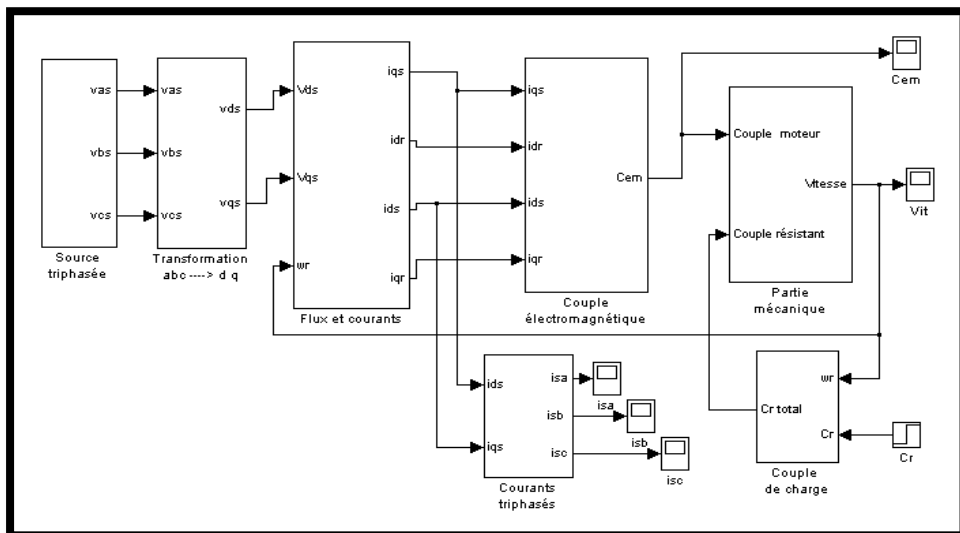 vas
vbs
vcs
Source
triphasée
vas
vbs
vcs
vds
vqs
Transformation
abc ----> d q
Vds
Vqs
wr
iqs
idr
ids
iqr
Flux et courants
iqs
idr
ids
iqr
Cem
Couple
électromagnétique
Couple moteur
Couple résistant
Vitesse
Partie
mécanique
Cem
Vit
ids
iqs
isa
isb
isc
Courants
triphasés
isa
isb
isc
wr
Cr total
Cr
Couple
de charge
Cr